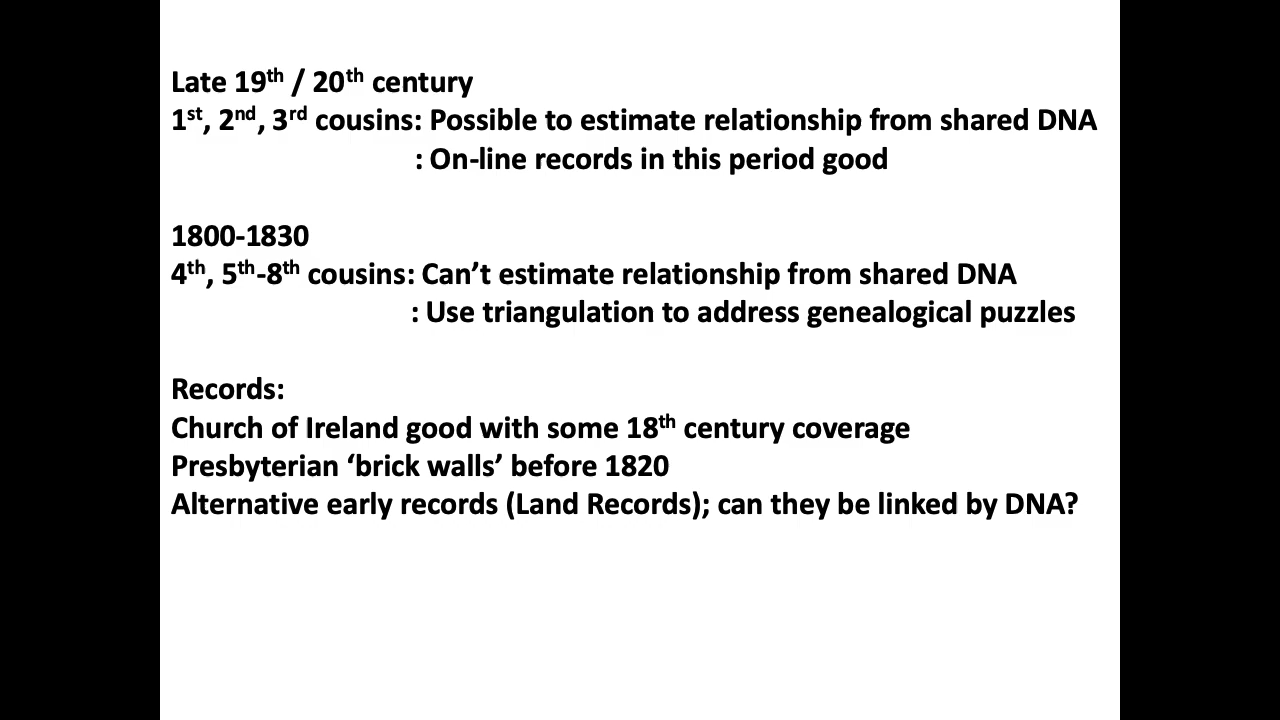 Late 19th / 20th century
1st, 2nd, 3rd cousins: Possible to estimate relationship from shared DNA
: On-line records in this period good
1800-1830
4th, 5th-8th cousins: Can’t estimate relationship from shared DNA
: Use triangulation to address genealogical puzzles
Records:
Church of Ireland good with some 18th century coverage
Presbyterian ‘brick walls’ before 1820
Alternative early records (Land Records); can they be linked by DNA?